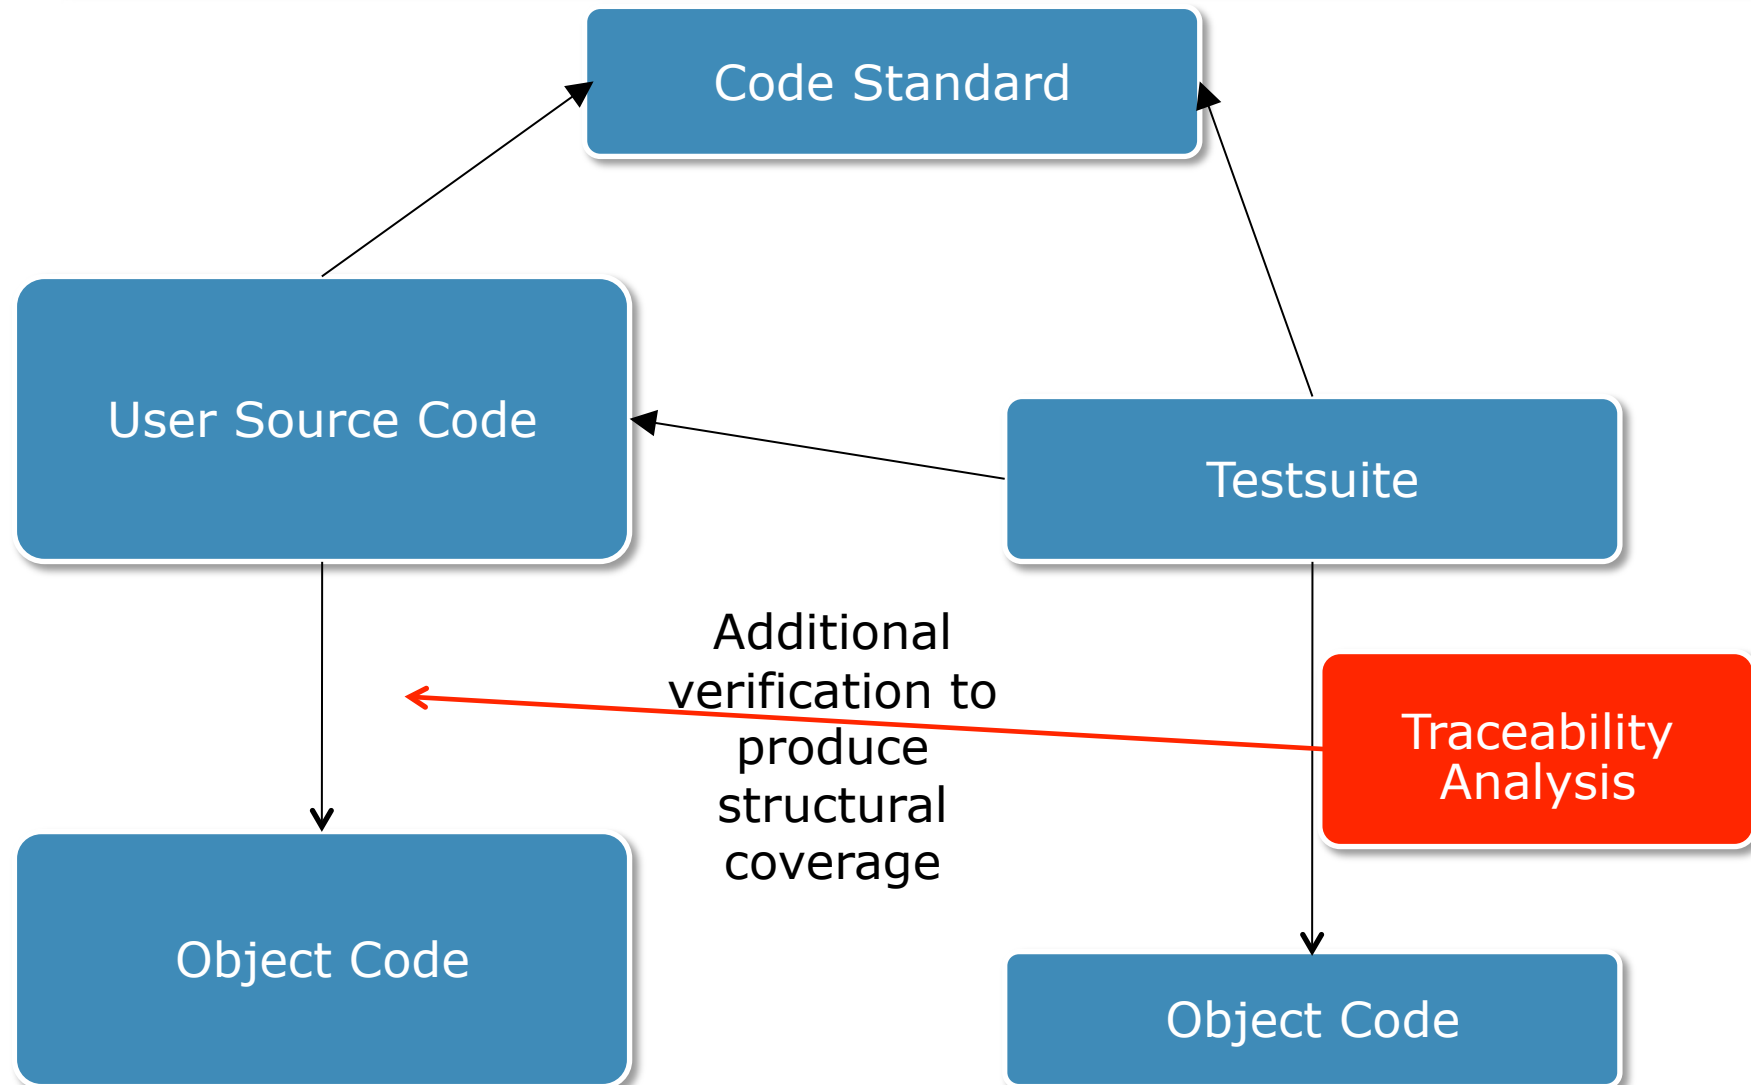 Code Standard
User Source Code
Testsuite
Additional
verification to
produce
structural
coverage
Traceability
Analysis
Object Code
Object Code